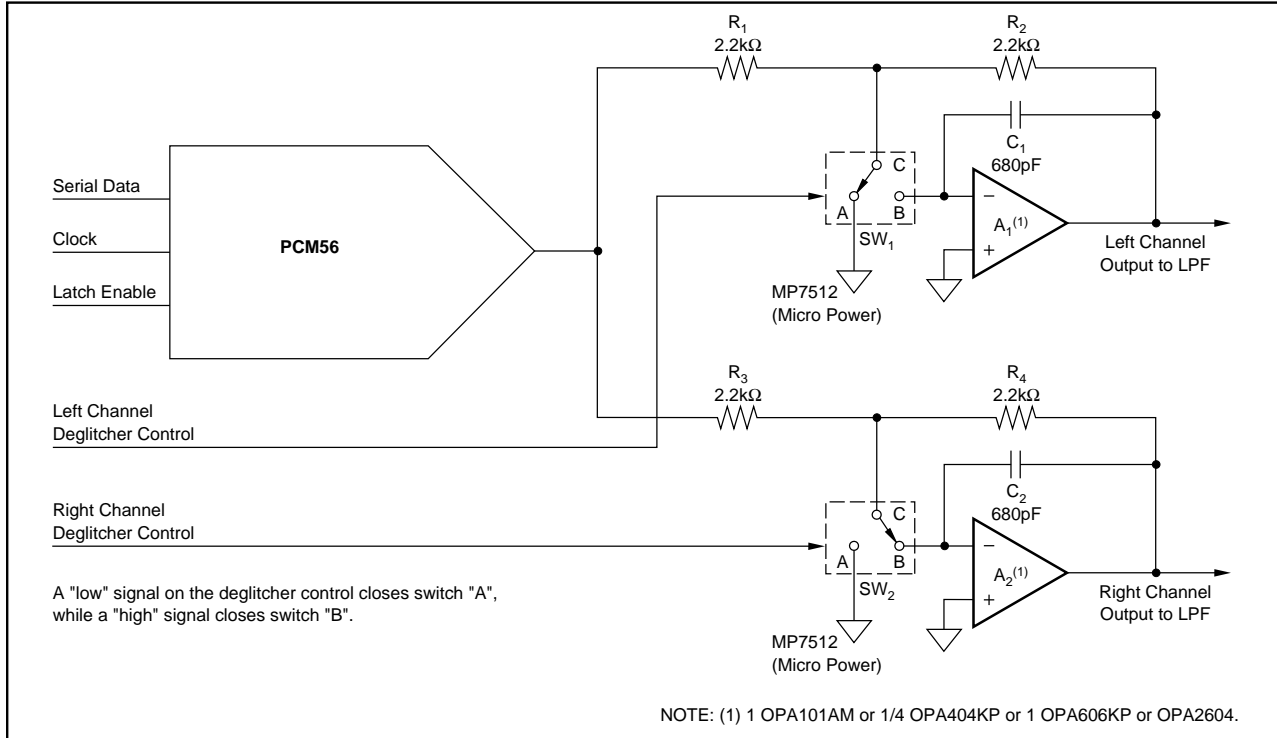 R1
2.2kΩ
R2
2.2kΩ
C1
680pF
C
A
B
SW1
MP7512
(Micro Power)
−
A1(1)
+
Left Channel
Output to LPF
Serial Data
Clock
Latch Enable
PCM56
Left Channel
Deglitcher Control
Right Channel
Deglitcher Control
R3
2.2kΩ
R4
2.2kΩ
C2
680pF
C
A
B
SW2
MP7512
(Micro Power)
−
A2(1)
+
Right Channel
Output to LPF
A "low" signal on the deglitcher control closes switch "A",
while a "high" signal closes switch "B".
NOTE: (1) 1 OPA101AM or 1/4 OPA404KP or 1 OPA606KP or OPA2604.